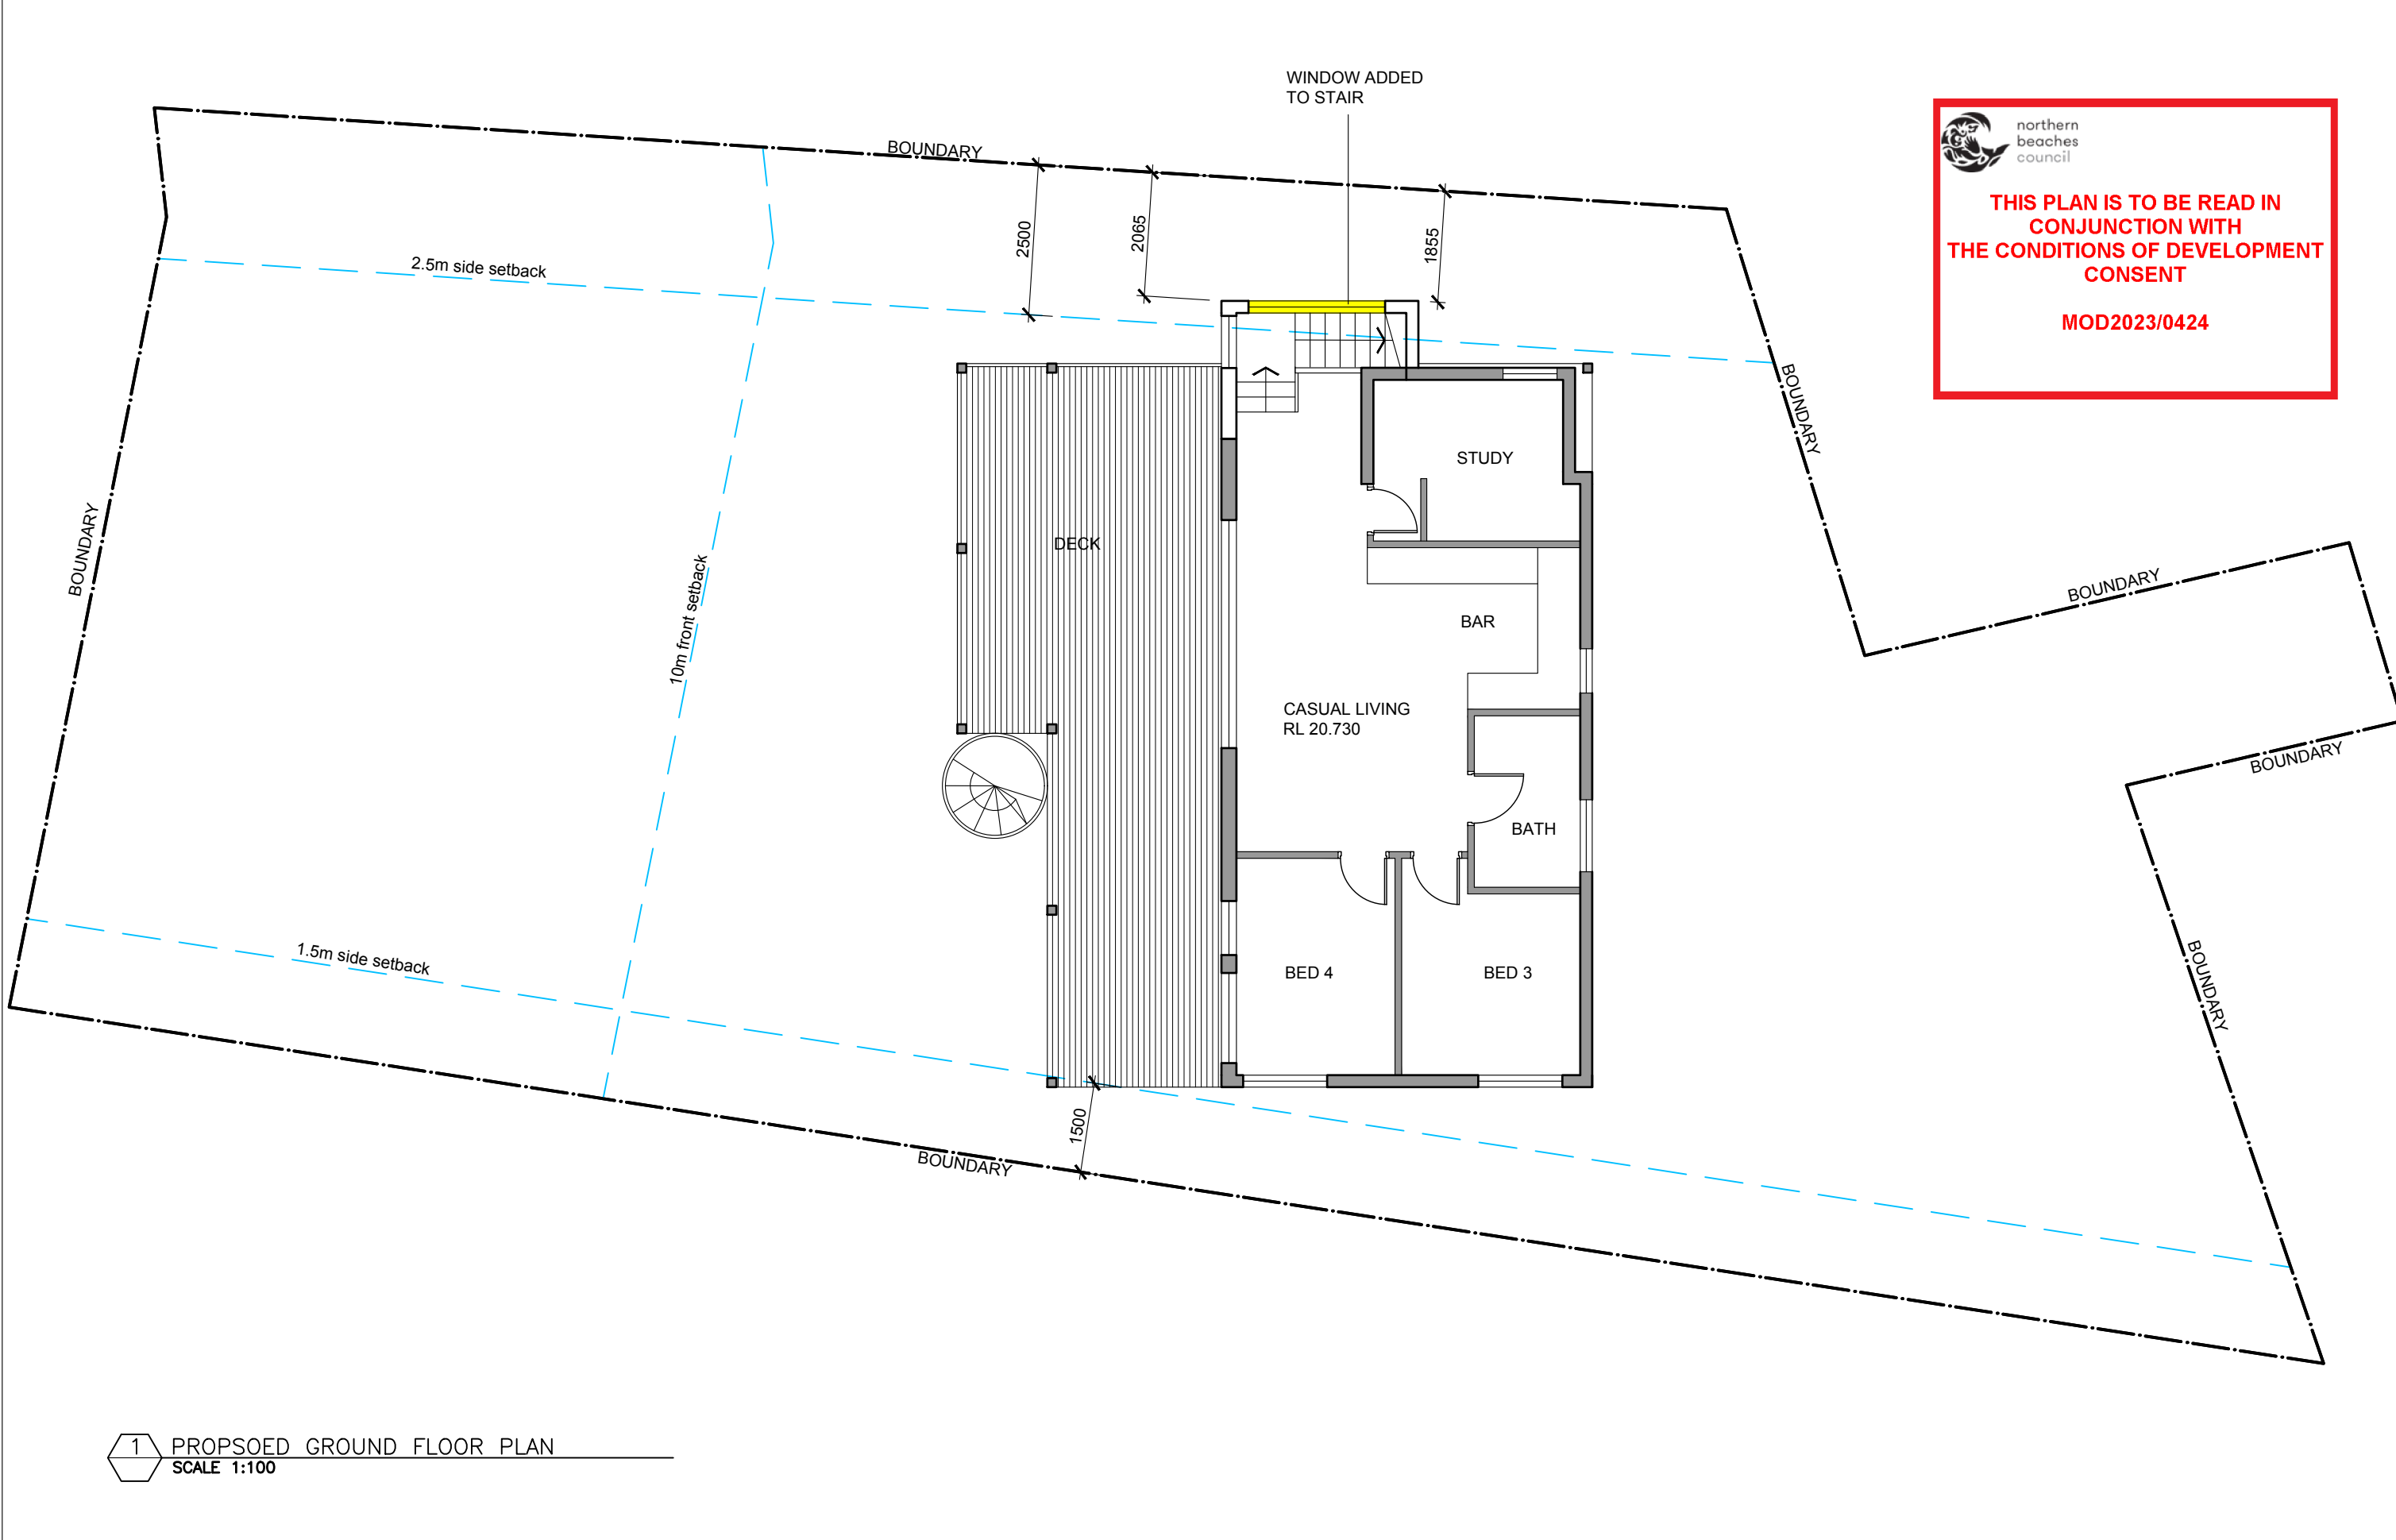 WINDOW ADDED
TO STAIR
northern
beaches
council
THIS PLAN IS TO BE READ IN
CONJUNCTION WITH
THE CONDITIONS OF DEVELOPMENT
CONSENT
MOD2023/0424
BOUNDARY
2500
2065
1855
2.5m side setback
BOUNDARY
STUDY
BOUNDARY
DECK
10m front setback
BOUNDARY
BAR
CASUAL LIVING
RL 20.730
BOUNDARY
BATH
1.5m side setback
BED 4
BED 3
BOUNDARY
1500
BOUNDARY
1
PROPSOED GROUND FLOOR PLAN
SCALE 1:100